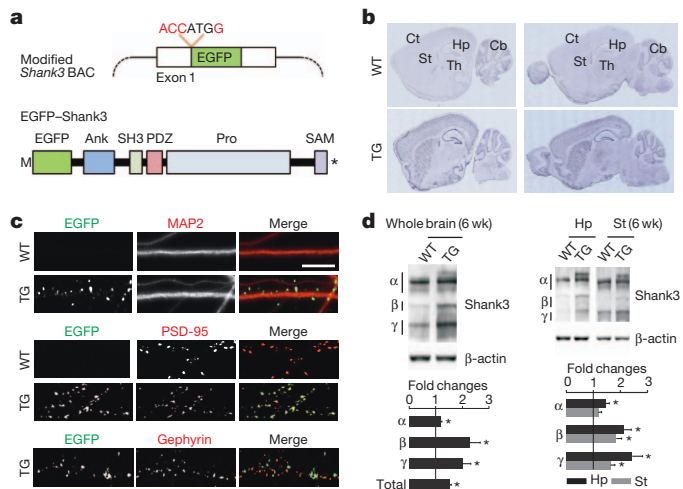 a
ACCATGG
EGFP
Modified
Shank3 BAC
Exon 1
EGFP–Shank3
EGFP Ank SH3 PDZ Pro SAM
M *
b
Ct Hp Cb
St Th
Ct Hp Cb
St Th
WT
TG
c
EGFP MAP2 Merge
WT
TG
EGFP PSD-95 Merge
WT
TG
EGFP Gephyrin Merge
TG
d
Whole brain (6 wk)
WT TG
α
β
γ
Shank3
β-actin
Fold changes
0 1 2 3
α *
β *
γ *
Total *
Hp St (6 wk)
WT TG WT TG
α
β
γ
Shank3
β-actin
Fold changes
0 1 2 3
α *
β *
*
γ *
*
Hp St